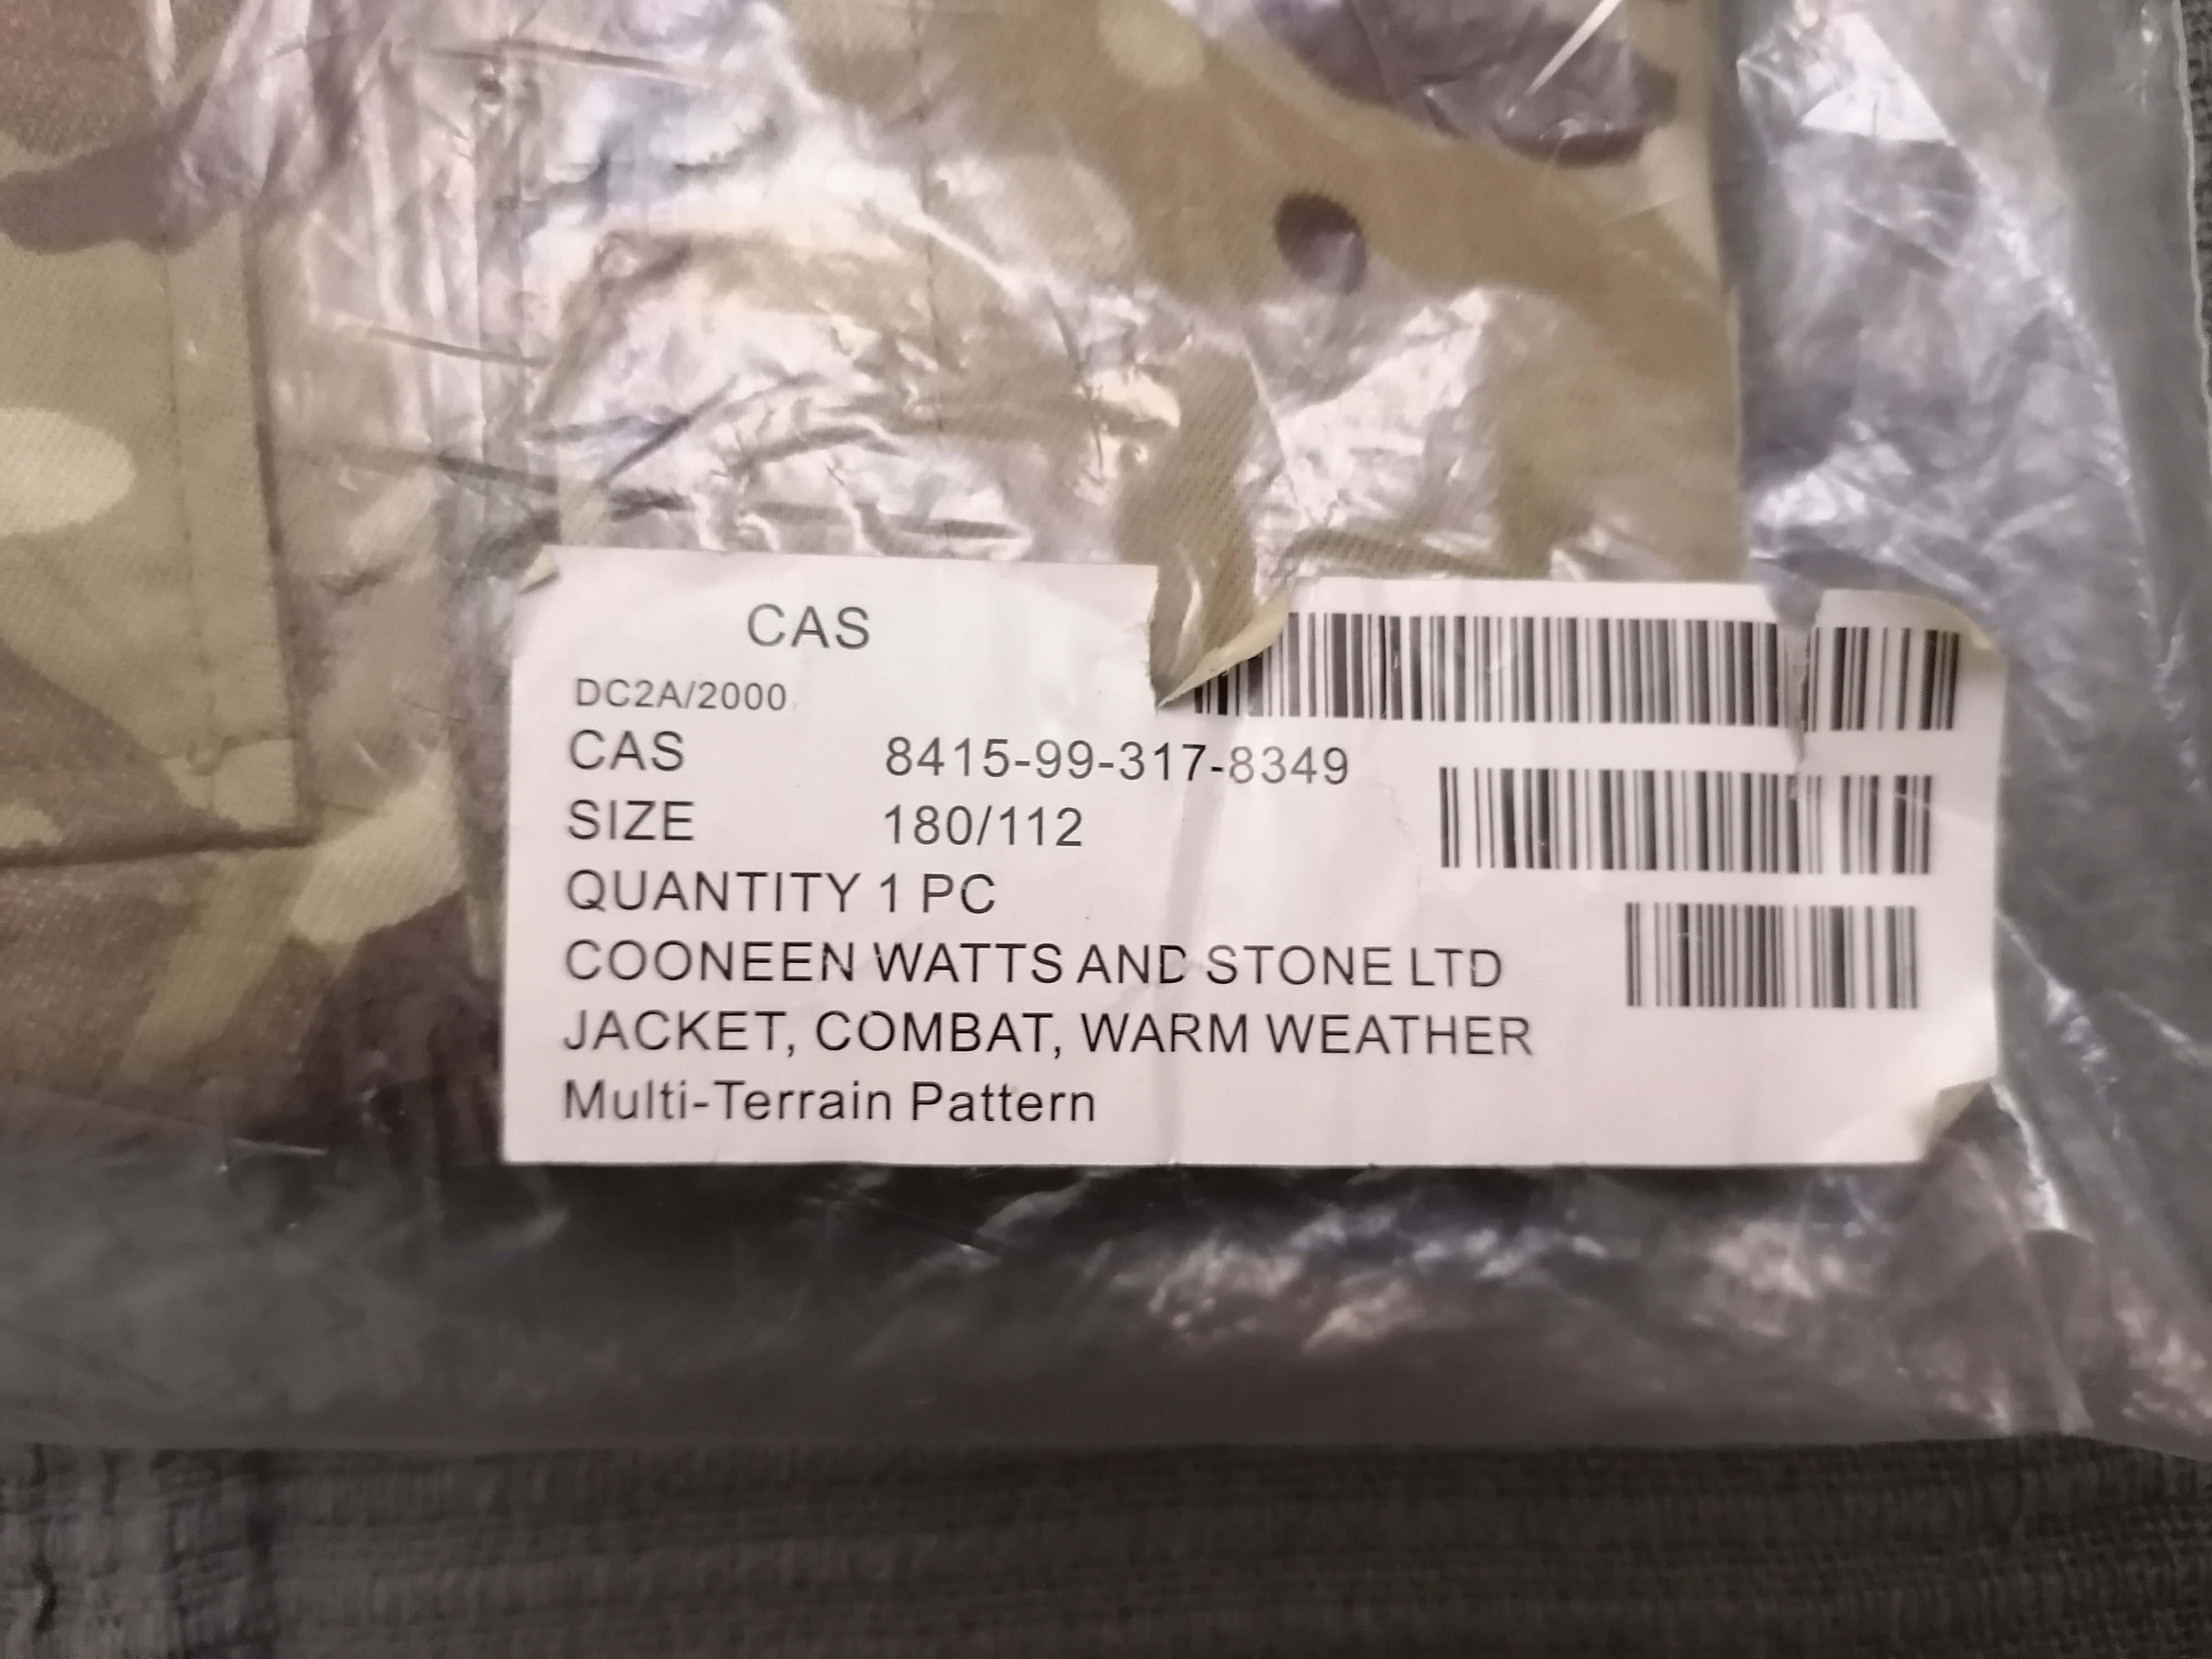 CAS
DC2A/2000
CAS 8415-99-317-8349
SIZE 180/112
QUANTITY 1 PC
COONEEN WATTS AND STONE LTD
JACKET, COMBAT, WARM WEATHER
Multi-Terrain Pattern